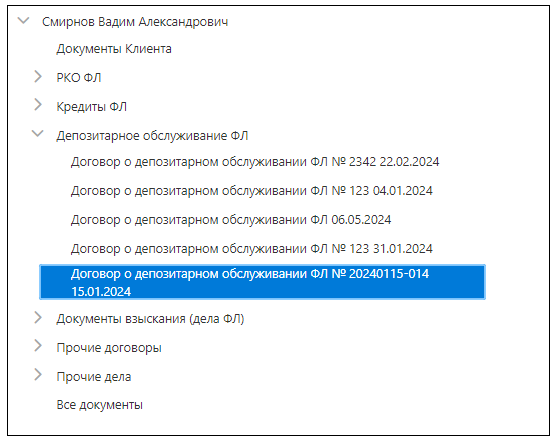 Смирнов Вадим Александрович
Документы Клиента
РКО ФЛ
Кредиты ФЛ
Депозитарное обслуживание ФЛ
Договор о депозитарном обслуживании ФЛ № 2342 22.02.2024
Договор о депозитарном обслуживании ФЛ № 123 04.01.2024
Договор о депозитарном обслуживании ФЛ 06.05.2024
Договор о депозитарном обслуживании ФЛ № 123 31.01.2024
Договор о депозитарном обслуживании ФЛ № 20240115-014
15.01.2024
Документы взыскания (дела ФЛ)
Прочие договоры
Прочие дела
Все документы